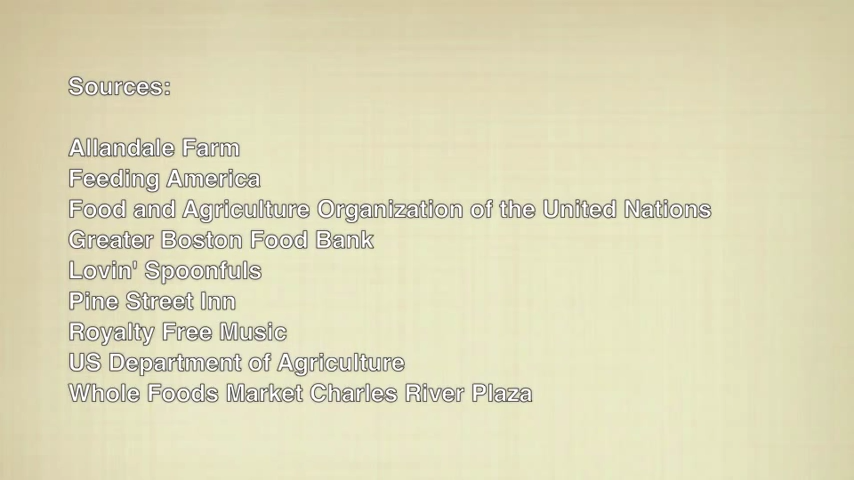 Sources:
Allandale Farm
Feeding America
Food and Agriculture Organization of the United Nations
Greater Boston Food Bank
Lovin' Spoonfuls
Pine Street Inn
Royalty Free Music
US Department of Agriculture
Whole Foods Market Charles River Plaza